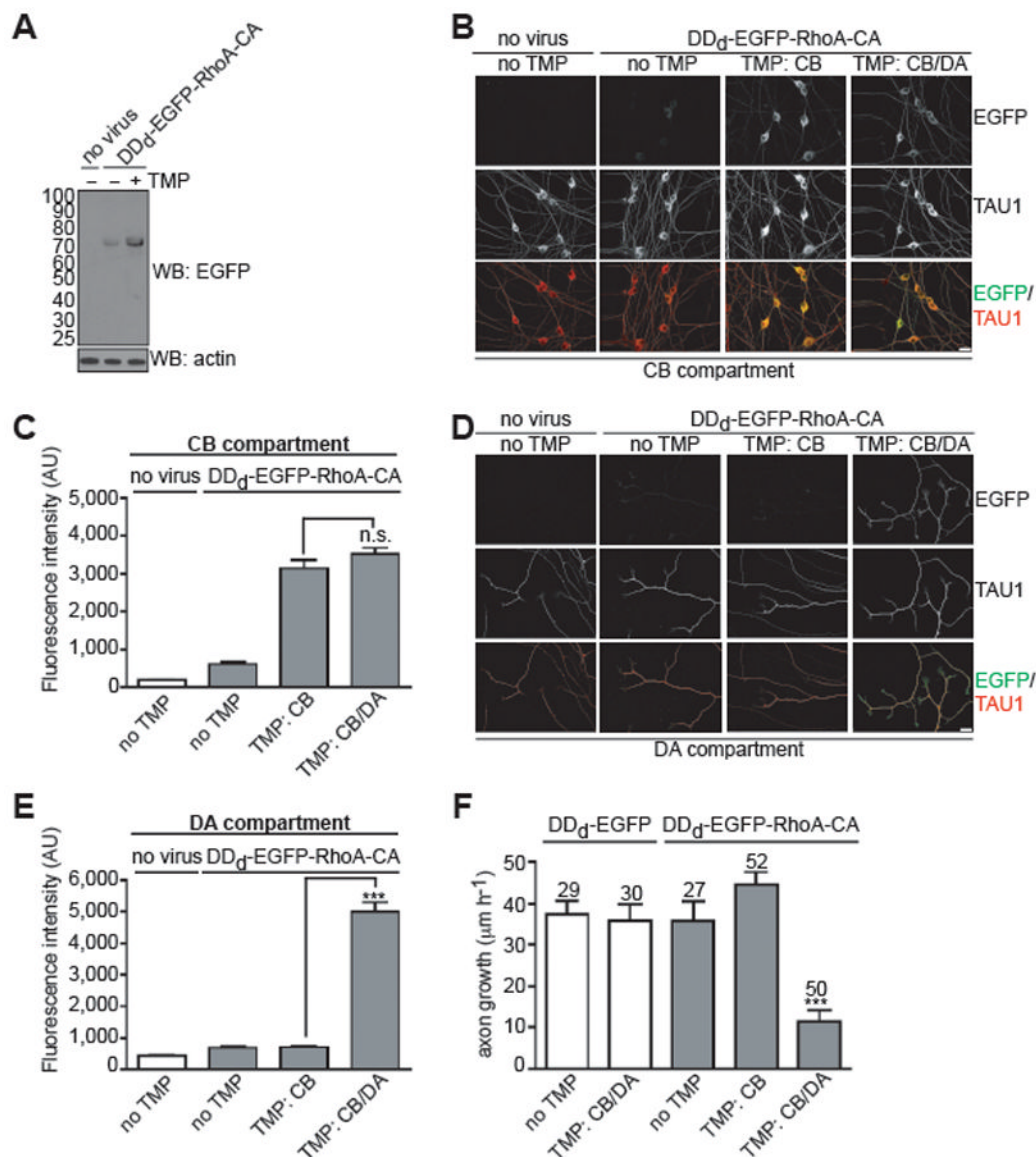 A
no virus
DDd-EGFP-RhoA-CA
– – + TMP
100
90
80
70
60
50
40
30
25
WB: EGFP
WB: actin
B
no virus DDd-EGFP-RhoA-CA
no TMP no TMP TMP: CB TMP: CB/DA
EGFP
TAU1
EGFP/
TAU1
CB compartment
C
CB compartment
no virus DDd-EGFP-RhoA-CA
Fluorescence intensity (AU)
5,000
4,000
3,000
2,000
1,000
0
n.s.
no TMP
no TMP
TMP: CB
TMP: CB/DA
D
no virus DDd-EGFP-RhoA-CA
no TMP no TMP TMP: CB TMP: CB/DA
EGFP
TAU1
EGFP/
TAU1
DA compartment
E
DA compartment
no virus DDd-EGFP-RhoA-CA
Fluorescence intensity (AU)
6,000
5,000
4,000
3,000
2,000
1,000
0
***
no TMP
no TMP
TMP: CB
TMP: CB/DA
F
DDd-EGFP DDd-EGFP-RhoA-CA
axon growth (μm h-1)
50
40
30
20
10
0
29 30 27 52 50
***
no TMP
TMP: CB/DA
no TMP
TMP: CB
TMP: CB/DA